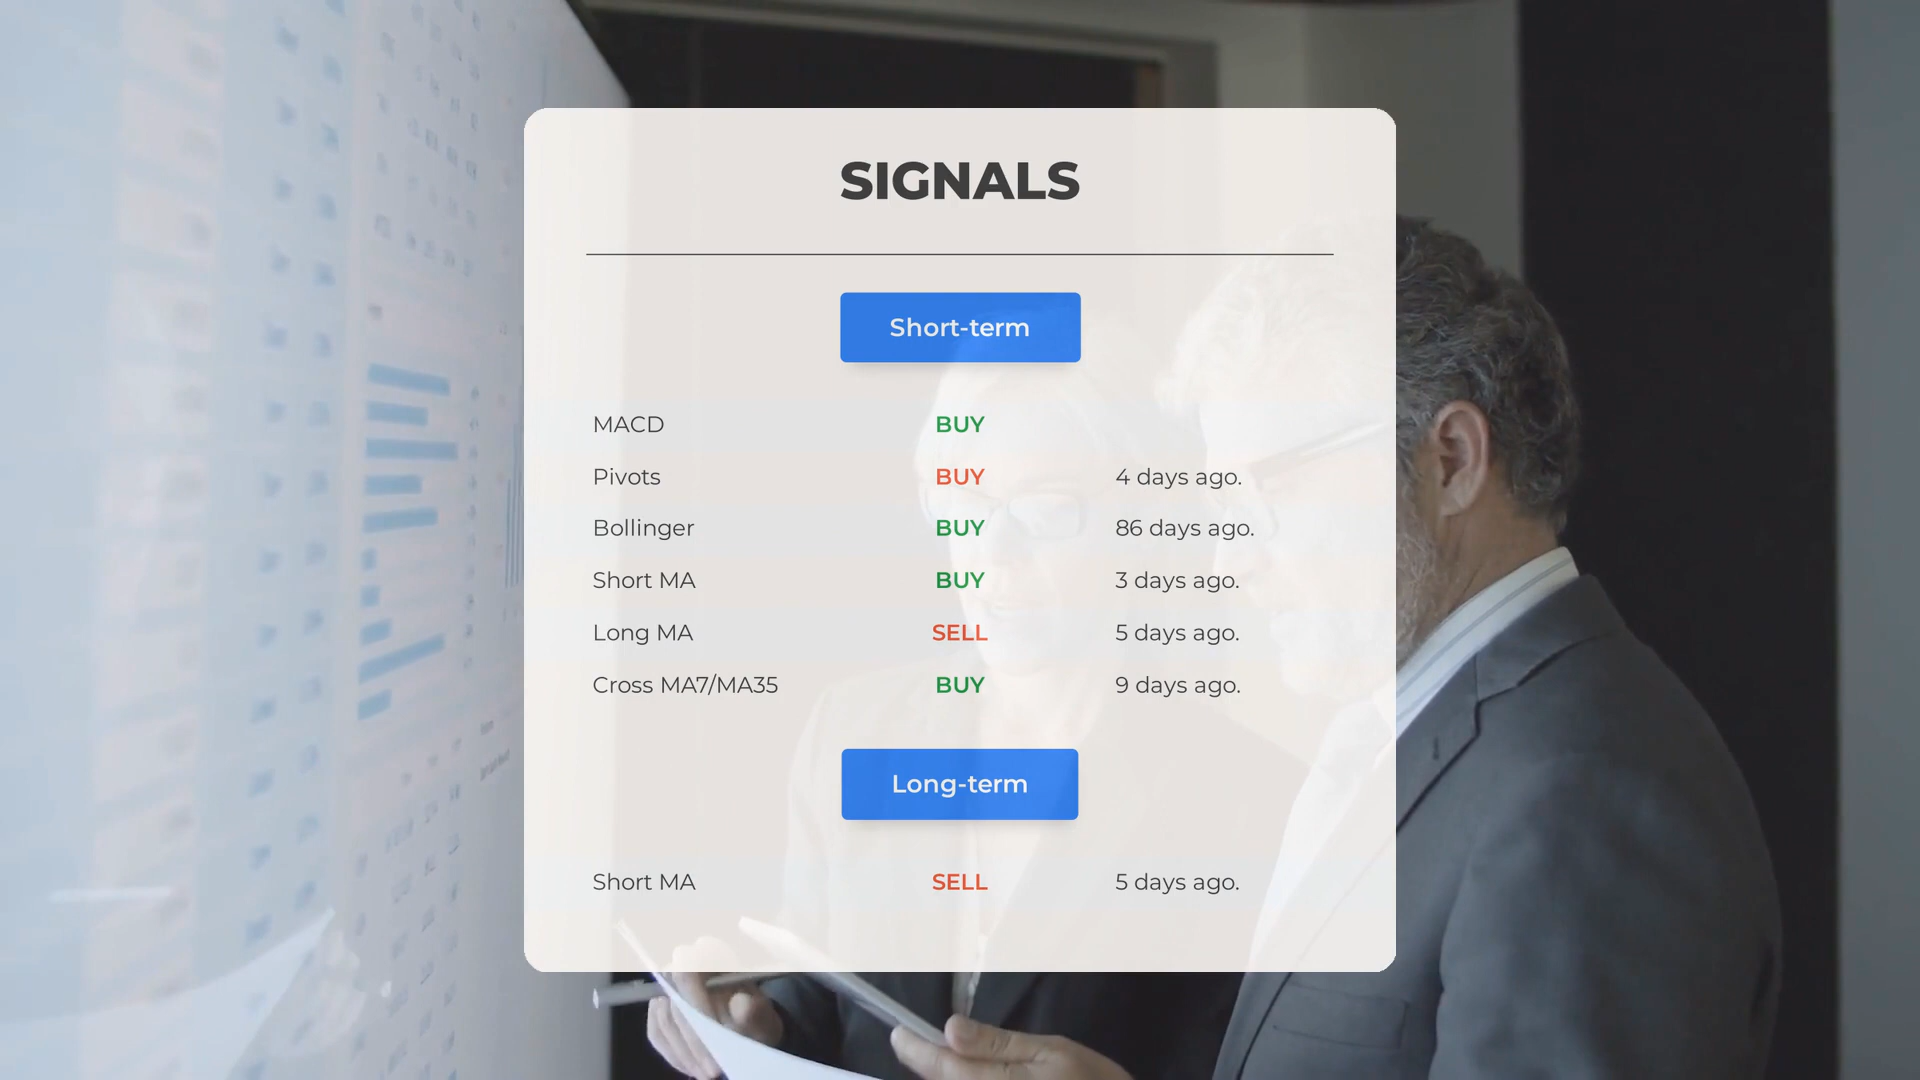 SIGNALS
Short-term
MACD BUY
Pivots BUY 4 days ago.
Bollinger BUY 86 days ago.
Short MA BUY 3 days ago.
Long MA SELL 5 days ago.
Cross MA7/MA35 BUY 9 days ago.
Long-term
Short MA SELL 5 days ago.